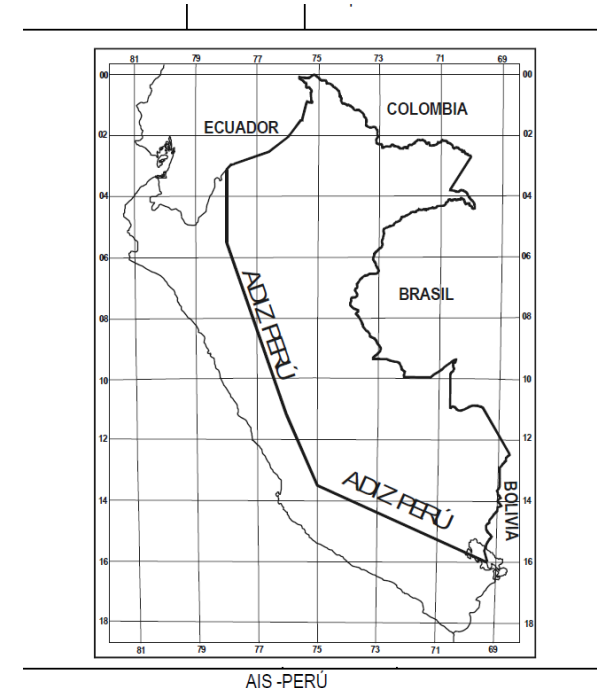 81 79 77 75 73 71 69
00 00
COLOMBIA
ECUADOR
02 02
04 04
06 06
BRASIL
ADIZ PERÚ
08 08
10 10
12 12
ADIZ PERÚ
BOLIVIA
14 14
16 16
18 18
81 79 77 75 73 71 69
AIS -PERÚ